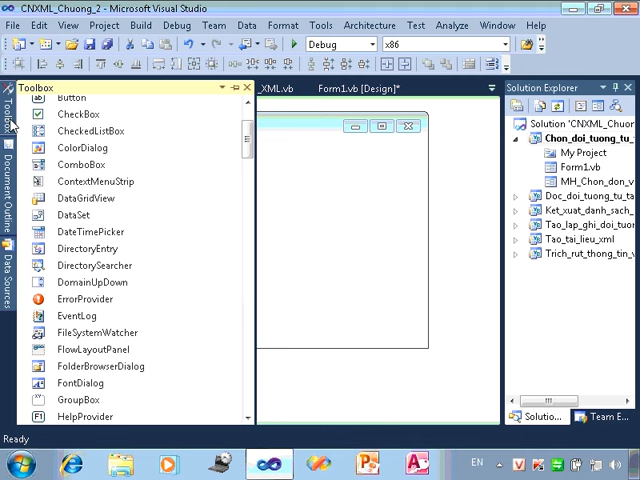 CNXML_Chuong_2 - Microsoft Visual Studio
File Edit View Project Build Debug Team Data Format Tools Architecture Test Analyze Window Help
Debug x86
Toolbox
_XML.vb Form1.vb [Design]*
Solution Explorer
Toolbox
Document Outline
Data Sources
Button
CheckBox
CheckedListBox
ColorDialog
ComboBox
ContextMenuStrip
DataGridView
DataSet
DateTimePicker
DirectoryEntry
DirectorySearcher
DomainUpDown
ErrorProvider
EventLog
FileSystemWatcher
FlowLayoutPanel
FolderBrowserDialog
FontDialog
GroupBox
HelpProvider
Solution 'CNXML_Chuong_
Chon_doi_tuong_tu_
My Project
Form1.vb
MH_Chon_don_v
Doc_doi_tuong_tu_
Ket_xuat_danh_sach_
Tao_lap_ghi_doi_tuong
Tao_tai_lieu_xml
Trich_rut_thong_tin_v
Solutio... Team E...
Ready
EN